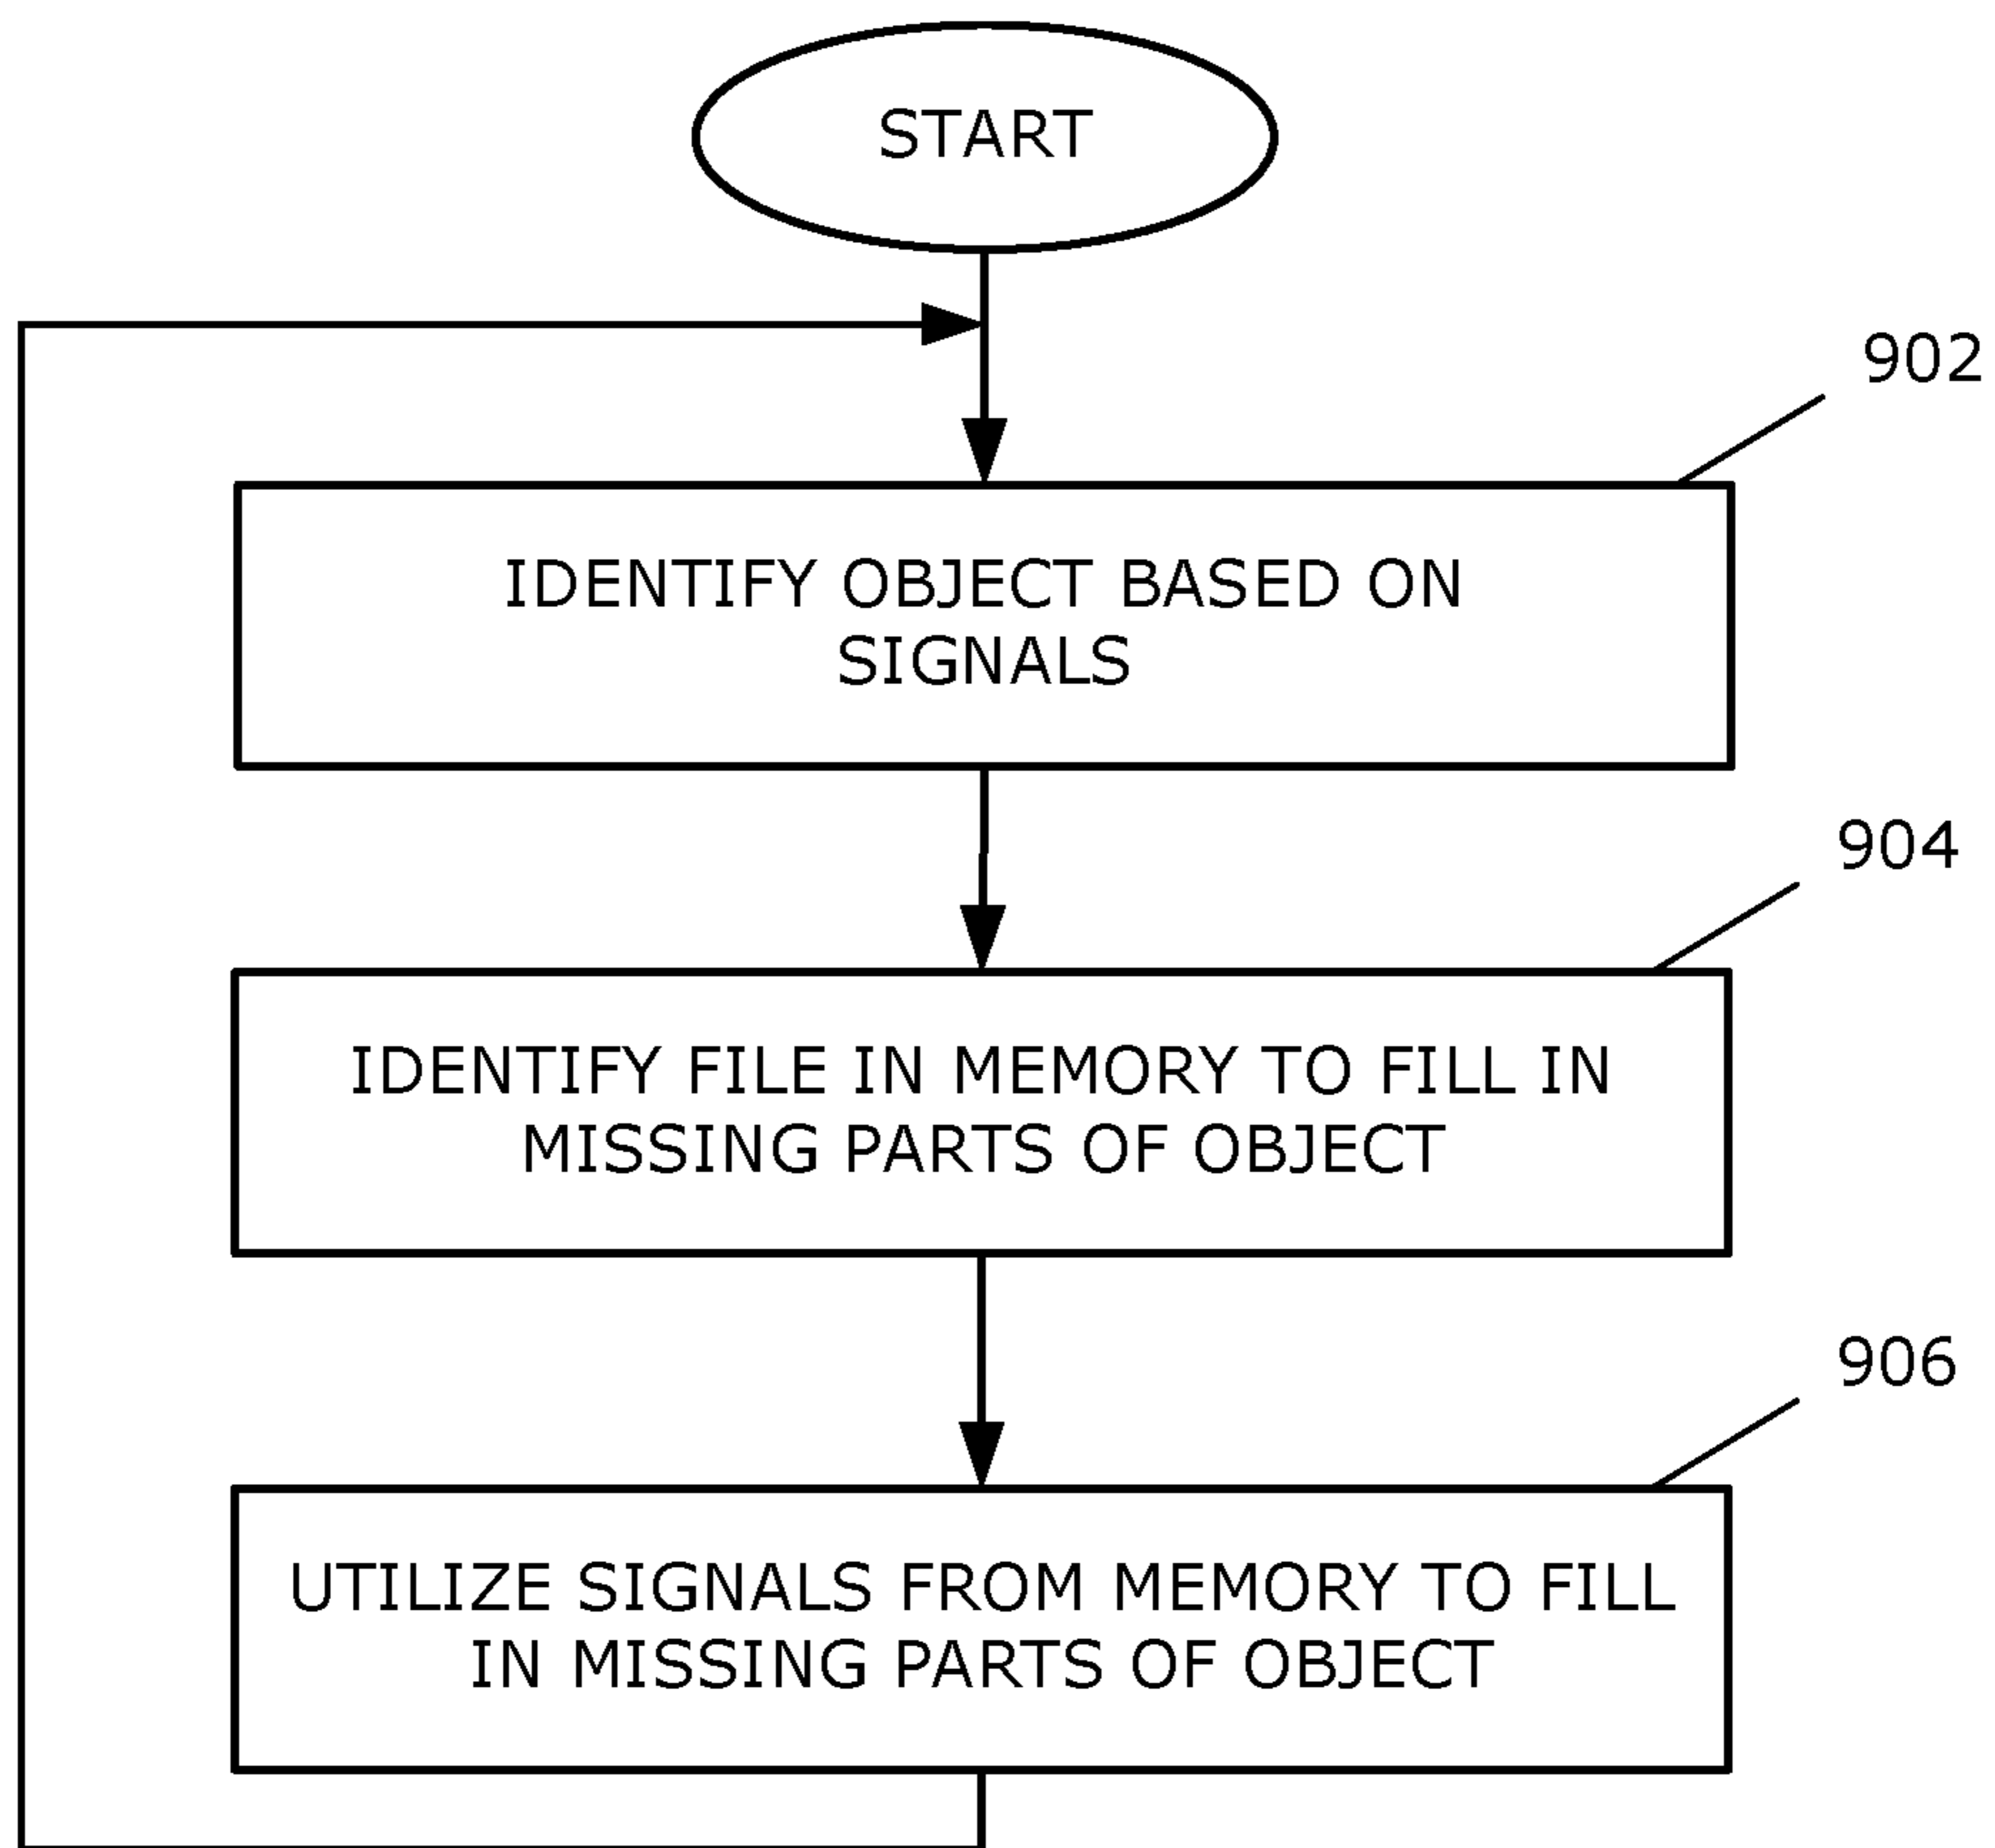 START
902
IDENTIFY OBJECT BASED ON
SIGNALS
904
IDENTIFY FILE IN MEMORY TO FILL IN
MISSING PARTS OF OBJECT
906
UTILIZE SIGNALS FROM MEMORY TO FILL
IN MISSING PARTS OF OBJECT